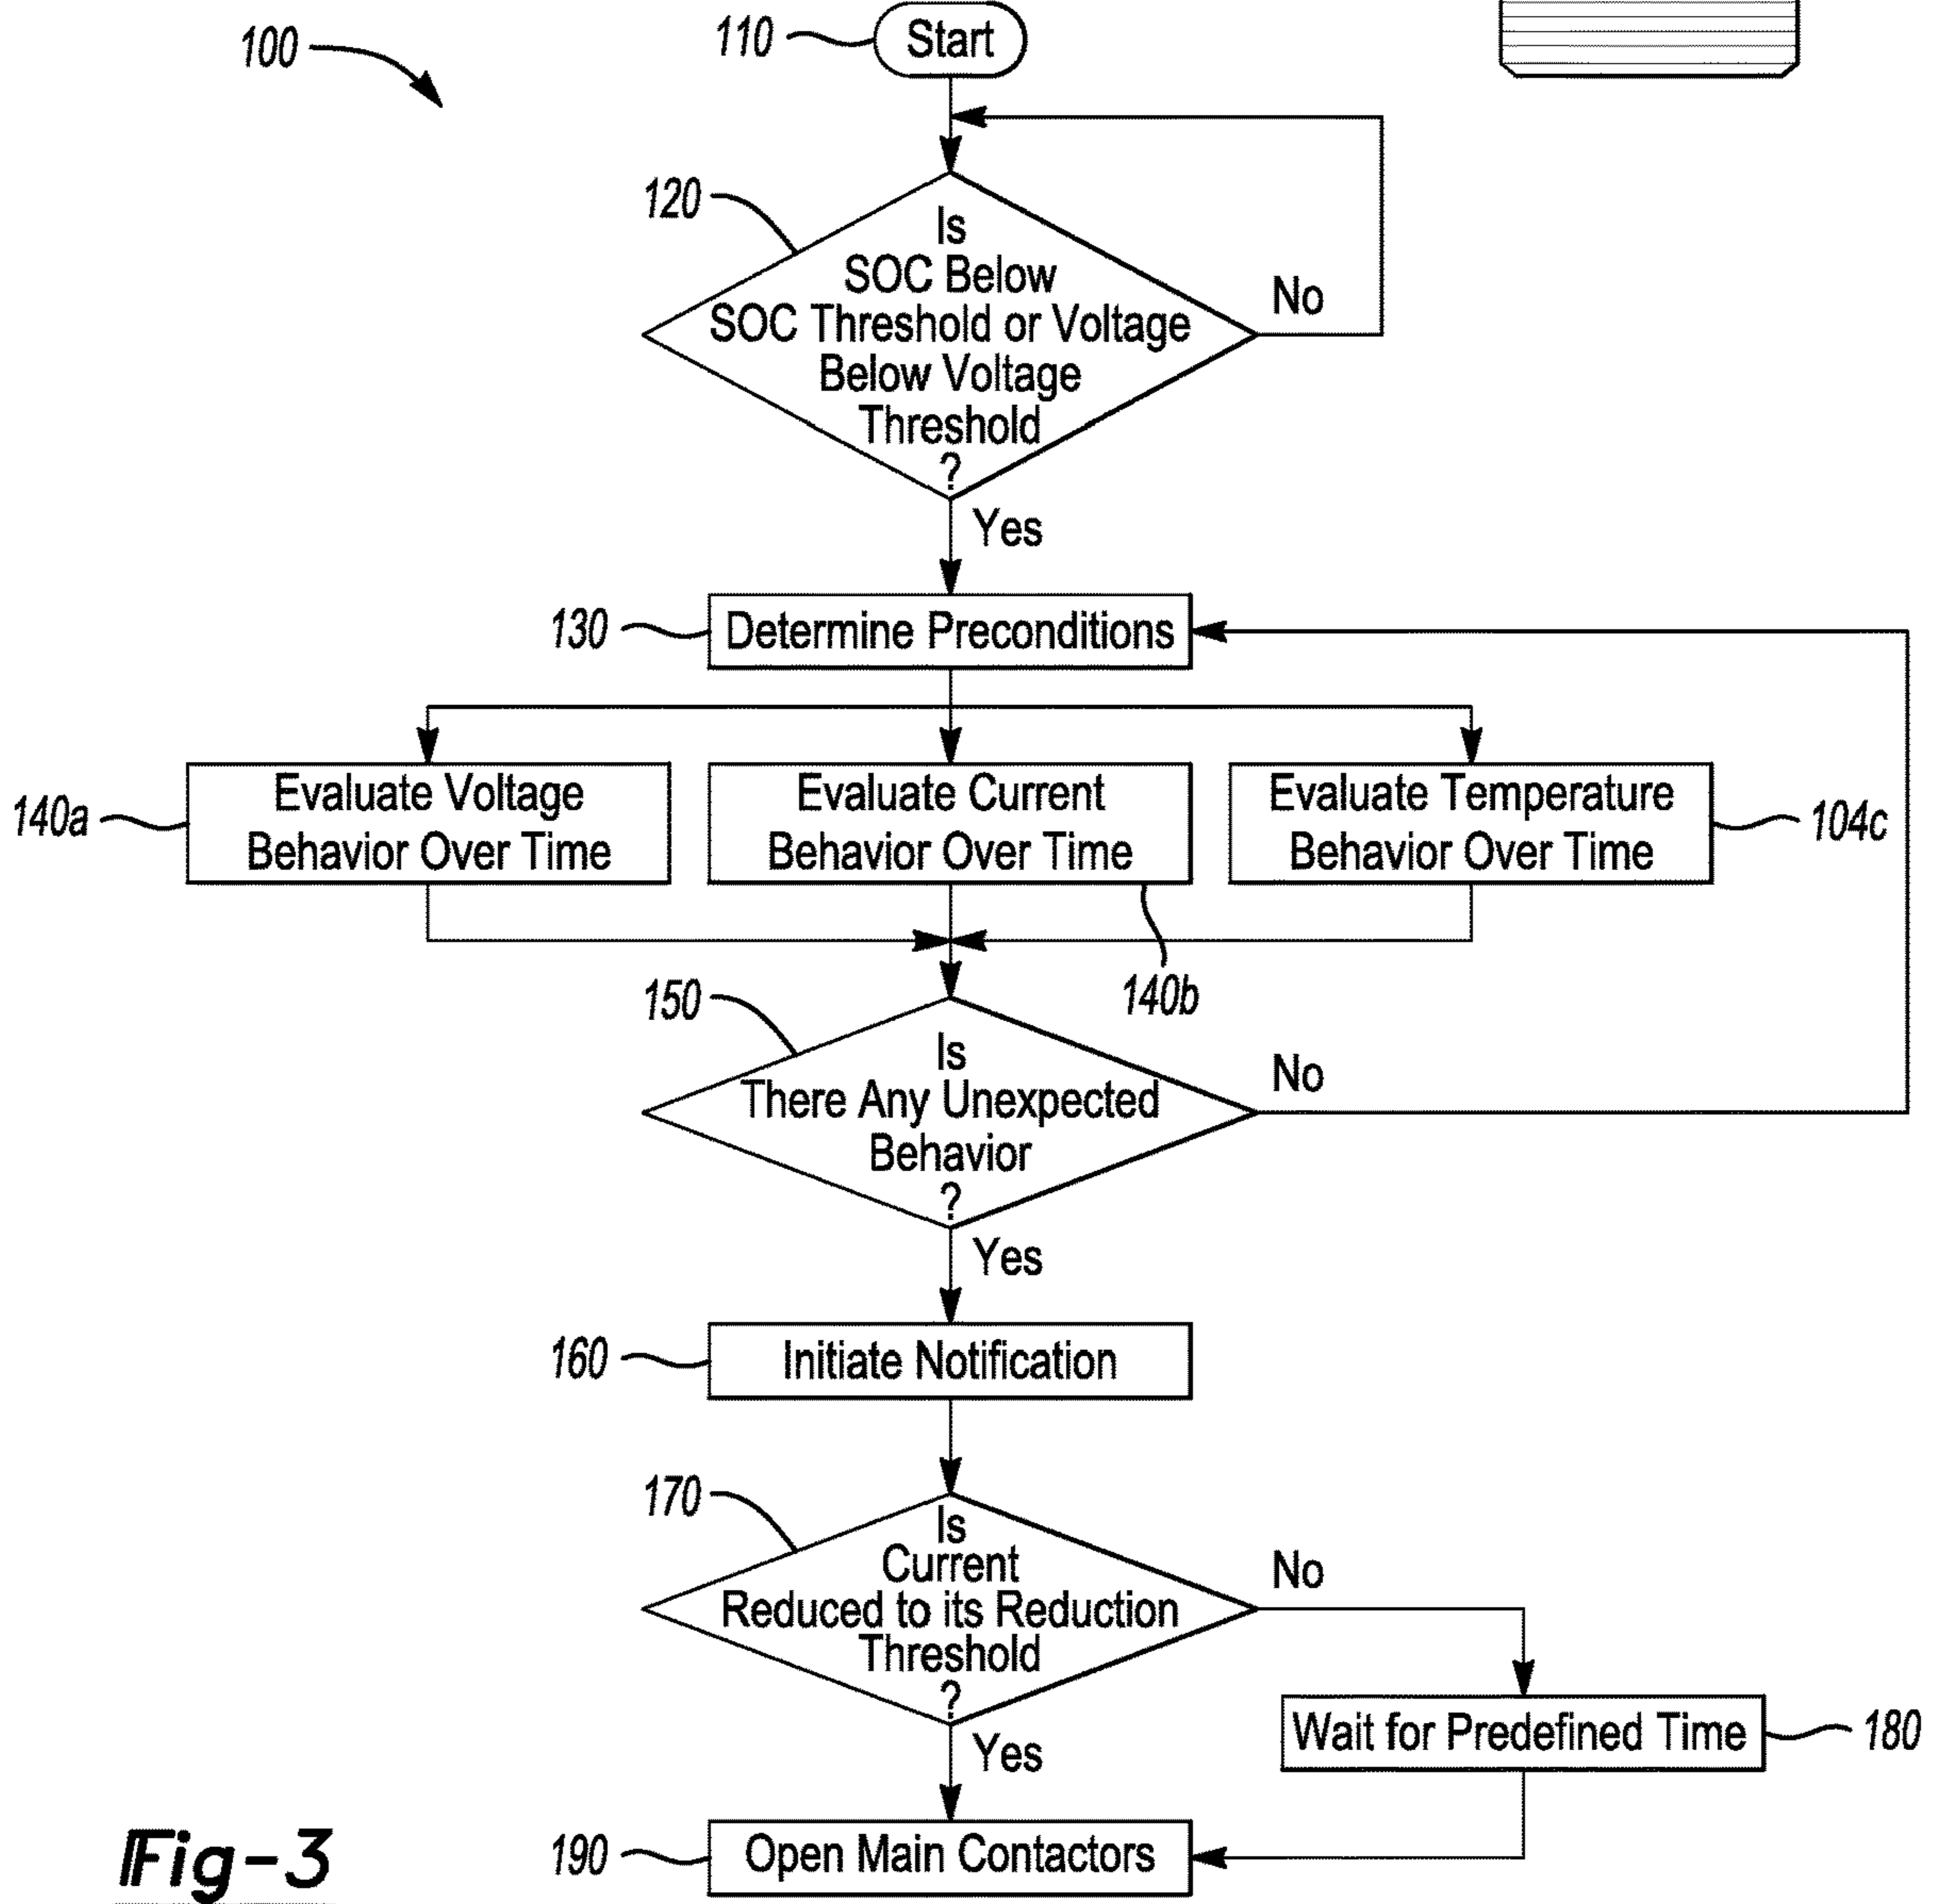 100
110
Start
120
Is
SOC Below
SOC Threshold or Voltage
Below Voltage
Threshold
?
No
Yes
130
Determine Preconditions
140a
Evaluate Voltage
Behavior Over Time
Evaluate Current
Behavior Over Time
140b
Evaluate Temperature
Behavior Over Time
104c
150
Is
There Any Unexpected
Behavior
?
No
Yes
160
Initiate Notification
170
Is
Current
Reduced to its Reduction
Threshold
?
No
Yes
Wait for Predefined Time
180
190
Open Main Contactors
Fig-3